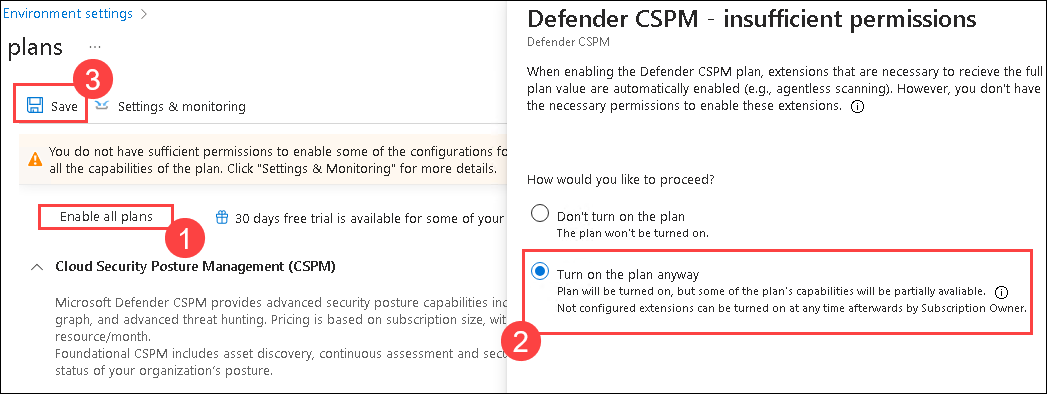 Environment settings >
plans ...
3
Save
Settings & monitoring
You do not have sufficient permissions to enable some of the configurations fo
all the capabilities of the plan. Click "Settings & Monitoring" for more details.
Enable all plans
1
30 days free trial is available for some of your
Cloud Security Posture Management (CSPM)
Microsoft Defender CSPM provides advanced security posture capabilities inc
graph, and advanced threat hunting. Pricing is based on subscription size, wit
resource/month.
Foundational CSPM includes asset discovery, continuous assessment and secu
status of your organization's posture.
Defender CSPM - insufficient permissions
Defender CSPM
When enabling the Defender CSPM plan, extensions that are necessary to recieve the full
plan value are automatically enabled (e.g., agentless scanning). However, you don't have
the necessary permissions to enable these extensions.
How would you like to proceed?
Don't turn on the plan
The plan won't be turned on.
Turn on the plan anyway
Plan will be turned on, but some of the plan's capabilities will be partially avaliable.
Not configured extensions can be turned on at any time afterwards by Subscription Owner.
2